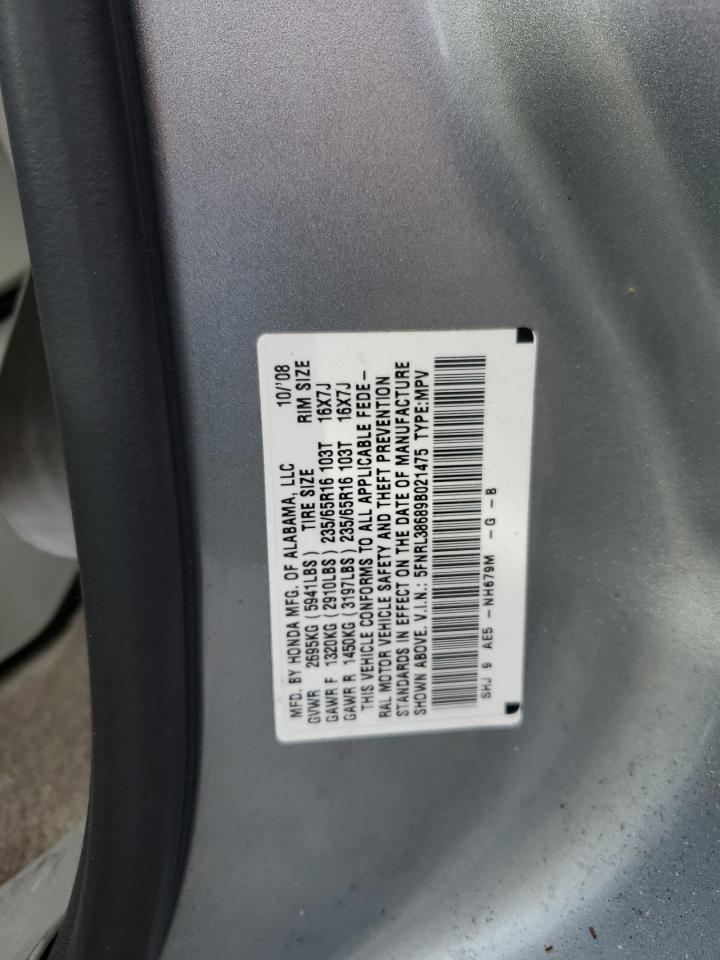 MFD. BY HONDA MFG. OF ALABAMA, LLC 10/'08
GVWR 2695KG (5941LBS) TIRE SIZE RIM SIZE
GAWR F 1320KG (2910LBS) 235/65R16 103T 16X7J
GAWR R 1450KG (3197LBS) 235/65R16 103T 16X7J
THIS VEHICLE CONFORMS TO ALL APPLICABLE FEDE-
RAL MOTOR VEHICLE SAFETY AND THEFT PREVENTION
STANDARDS IN EFFECT ON THE DATE OF MANUFACTURE
SHOWN ABOVE. V.I.N.: 5FNRL38689B021475 TYPE:MPV
SHJ 9 AE5 -NH679M -G -B